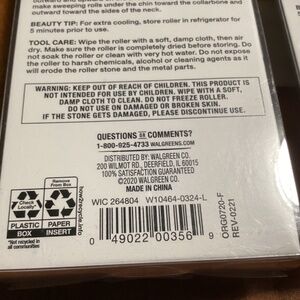 make sweeping rolls under the chin toward the collarbone and
outward toward the sides of the neck.
BEAUTY TIP: For extra cooling, store roller in refrigerator for
5 minutes prior to use.
TOOL CARE: Wipe the roller with a soft, damp cloth, then air
dry. Make sure the roller is completely dried before storing. Do
not soak the roller or clean with very hot water. Do not expose
the roller to harsh chemicals, alcohol or cleaning agents as it
will erode the roller stone and the metal parts.
WARNING: KEEP OUT OF REACH OF CHILDREN. THIS PRODUCT IS
NOT INTENDED FOR USE BY CHILDREN. WIPE WITH A SOFT,
DAMP CLOTH TO CLEAN. DO NOT FREEZE ROLLER.
DO NOT USE ON DAMAGED OR BROKEN SKIN.
IF THE STONE GETS DAMAGED, PLEASE DISCONTINUE USE.
QUESTIONS OR COMMENTS?
1-800-925-4733 WALGREENS.COM
DISTRIBUTED BY: WALGREEN CO.
200 WILMOT RD., DEERFIELD, IL 60015
100% SATISFACTION GUARANTEED
©2020 WALGREEN CO.
MADE IN CHINA
WIC 264804 W10464-0324-L
0 49022 00356 9
ORG0720-F
REV-0221
how2recycle.info
Check Locally*
Remove From Box
PLASTIC
BOX
PAPER
INSERT
*Not recycled in
all communities